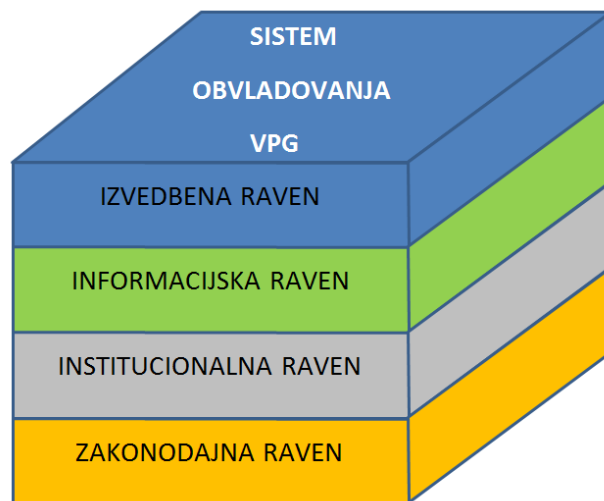 SISTEM
OBVLADOVANJA
VPG
IZVEDBENA RAVEN
INFORMACIJSKA RAVEN
INSTITUCIONALNA RAVEN
ZAKONODAJNA RAVEN